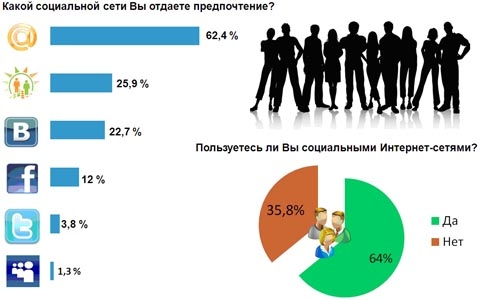 Какой социальной сети Вы отдаете предпочтение?
@
62,4 %
25,9 %
B
22,7 %
f
12 %
t
3,8 %
1,3 %
Пользуетесь ли Вы социальными Интернет-сетями?
35,8%
64%
Да
Нет